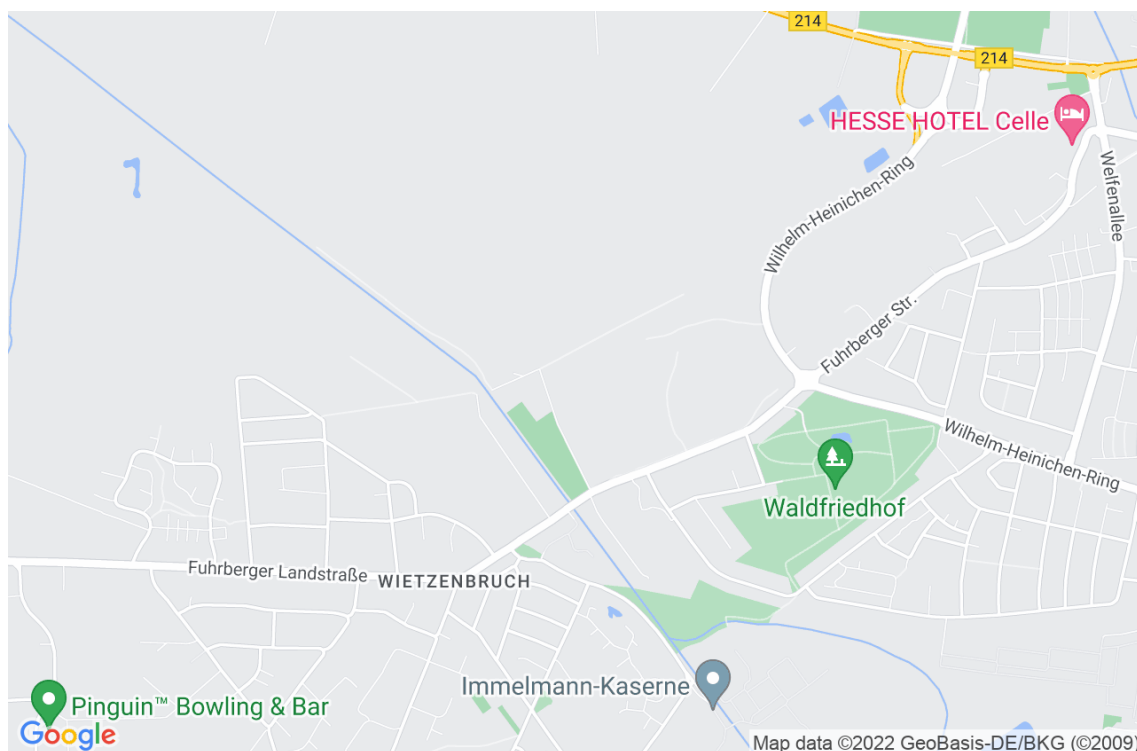 214
214
HESSE HOTEL Celle
Welfenallee
Wilhelm-Heinichen-Ring
Fuhrberger Str.
Wilhelm-Heinichen-Ring
Waldfriedhof
Fuhrberger Landstraße
WIETZENBRUCH
Immelmann-Kaserne
Pinguin™ Bowling & Bar
Google
Map data ©2022 GeoBasis-DE/BKG (©2009)